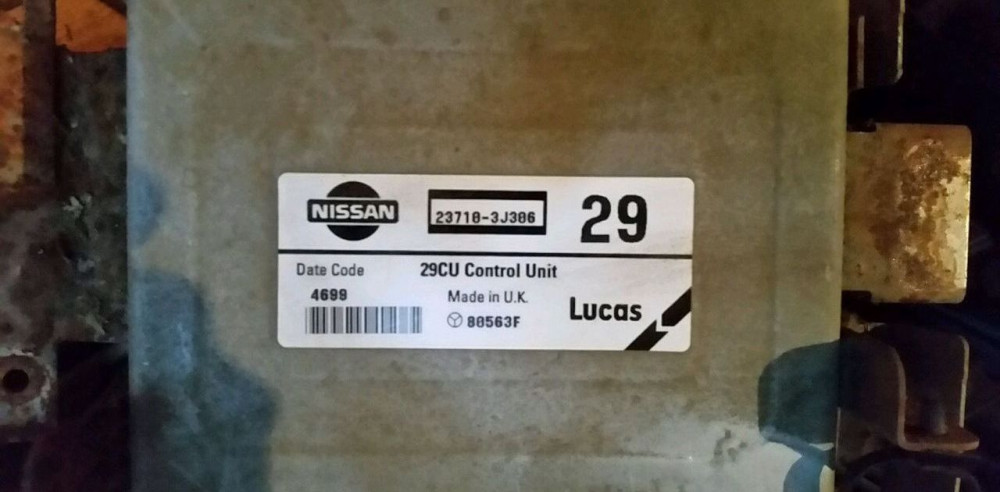 NISSAN
23710-3J306
29
Date Code
29CU Control Unit
4699
Made in U.K.
80563F
Lucas